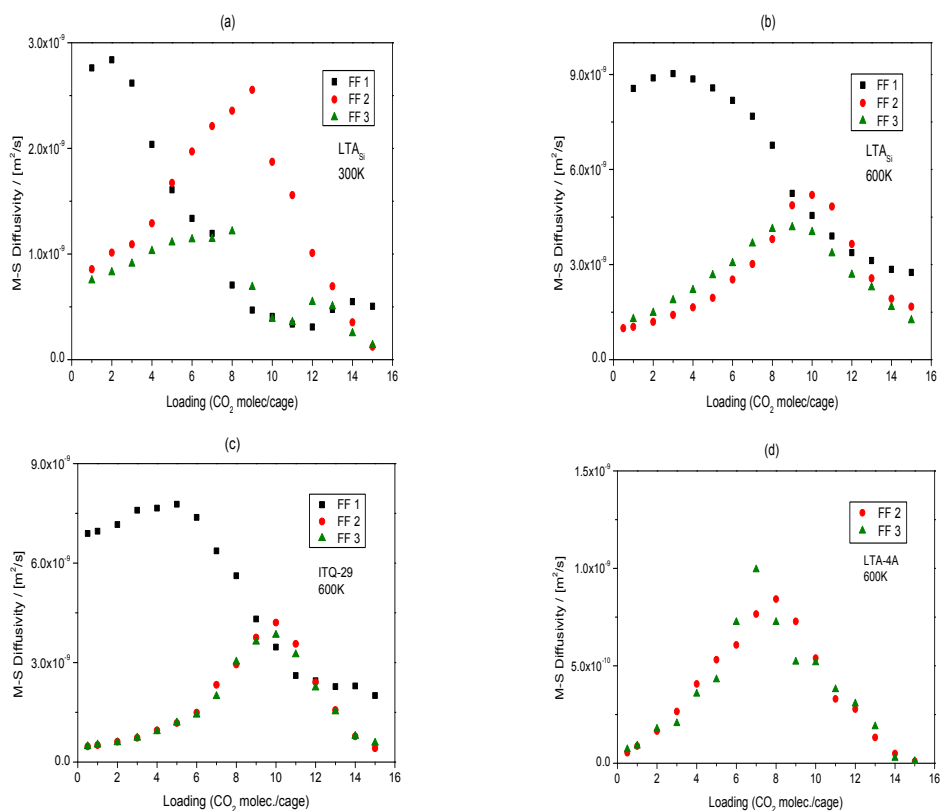 (a)
3.0x10⁻⁹
2.0x10⁻⁹
1.0x10⁻⁹
0.0
M-S Diffusivity / [m²/s]
FF 1
FF 2
FF 3
LTA_Si
300K
0 2 4 6 8 10 12 14 16
Loading (CO₂ molec/cage)
(b)
9.0x10⁻⁹
6.0x10⁻⁹
3.0x10⁻⁹
0.0
M-S Diffusivity / [m²/s]
FF 1
FF 2
FF 3
LTA_Si
600K
0 2 4 6 8 10 12 14 16
Loading (CO₂ molec/cage)
(c)
9.0x10⁻⁹
6.0x10⁻⁹
3.0x10⁻⁹
0.0
M-S Diffusivity / [m²/s]
FF 1
FF 2
FF 3
ITQ-29
600K
0 2 4 6 8 10 12 14 16
Loading (CO₂ molec./cage)
(d)
1.5x10⁻⁹
1.0x10⁻⁹
5.0x10⁻¹⁰
0.0
M-S Diffusivity / [m²/s]
FF 2
FF 3
LTA-4A
600K
0 2 4 6 8 10 12 14 16
Loading (CO₂ molec./cage)